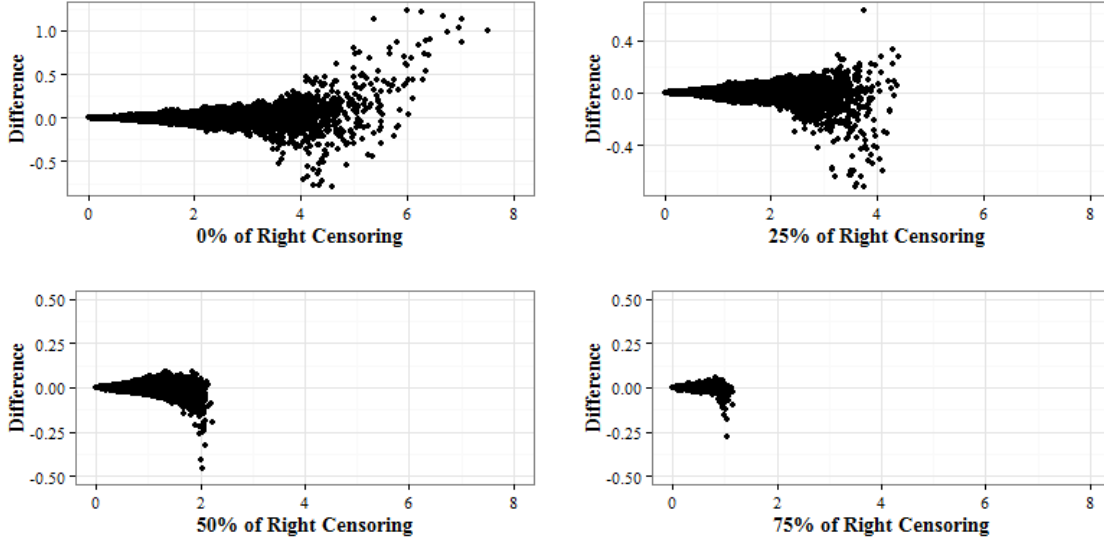 Difference
1.0
0.5
0.0
-0.5
0 2 4 6 8
0% of Right Censoring
Difference
0.4
0.0
-0.4
0 2 4 6 8
25% of Right Censoring
Difference
0.50
0.25
0.00
-0.25
-0.50
0 2 4 6 8
50% of Right Censoring
Difference
0.50
0.25
0.00
-0.25
-0.50
0 2 4 6 8
75% of Right Censoring